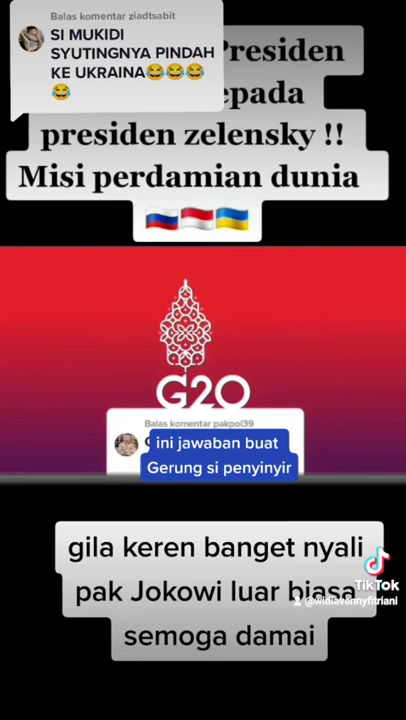 Balas komentar ziadtsabit
SI MUKIDI
SYUTINGNYA PINDAH
KE UKRAINA😂😂😂
😂
Presiden
epada
presiden zelensky !!
Misi perdamian dunia
🇷🇺🇮🇩🇺🇦
G20
Balas komentar pakpol39
ini jawaban buat
Gerung si penyinyir
gila keren banget nyali
pak Jokowi luar biasa
semoga damai
TikTok
@widiavennyfitriani